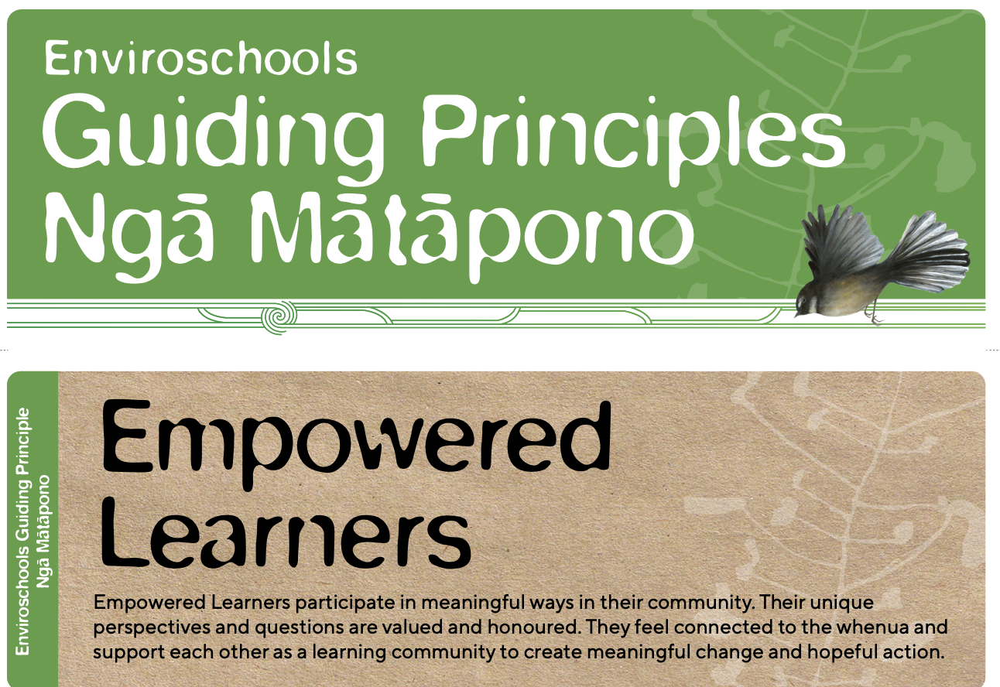 Enviroschools
Guiding Principles
Ngā Mātāpono
Enviroschools Guiding Principle
Ngā Mātāpono
Empowered
Learners
Empowered Learners participate in meaningful ways in their community. Their unique
perspectives and questions are valued and honoured. They feel connected to the whenua and
support each other as a learning community to create meaningful change and hopeful action.